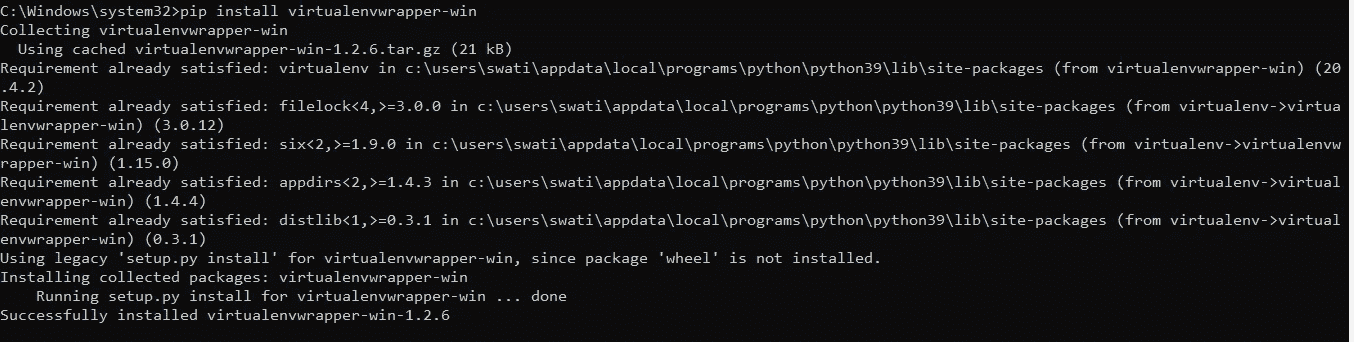 C:\Windows\system32>pip install virtualenvwrapper-win
Collecting virtualenvwrapper-win
  Using cached virtualenvwrapper-win-1.2.6.tar.gz (21 kB)
Requirement already satisfied: virtualenv in c:\users\swati\appdata\local\programs\python\python39\lib\site-packages (from virtualenvwrapper-win) (20
.4.2)
Requirement already satisfied: filelock<4,>=3.0.0 in c:\users\swati\appdata\local\programs\python\python39\lib\site-packages (from virtualenv->virtua
lenvwrapper-win) (3.0.12)
Requirement already satisfied: six<2,>=1.9.0 in c:\users\swati\appdata\local\programs\python\python39\lib\site-packages (from virtualenv->virtualenvw
rapper-win) (1.15.0)
Requirement already satisfied: appdirs<2,>=1.4.3 in c:\users\swati\appdata\local\programs\python\python39\lib\site-packages (from virtualenv->virtual
envwrapper-win) (1.4.4)
Requirement already satisfied: distlib<1,>=0.3.1 in c:\users\swati\appdata\local\programs\python\python39\lib\site-packages (from virtualenv->virtual
envwrapper-win) (0.3.1)
Using legacy 'setup.py install' for virtualenvwrapper-win, since package 'wheel' is not installed.
Installing collected packages: virtualenvwrapper-win
    Running setup.py install for virtualenvwrapper-win ... done
Successfully installed virtualenvwrapper-win-1.2.6